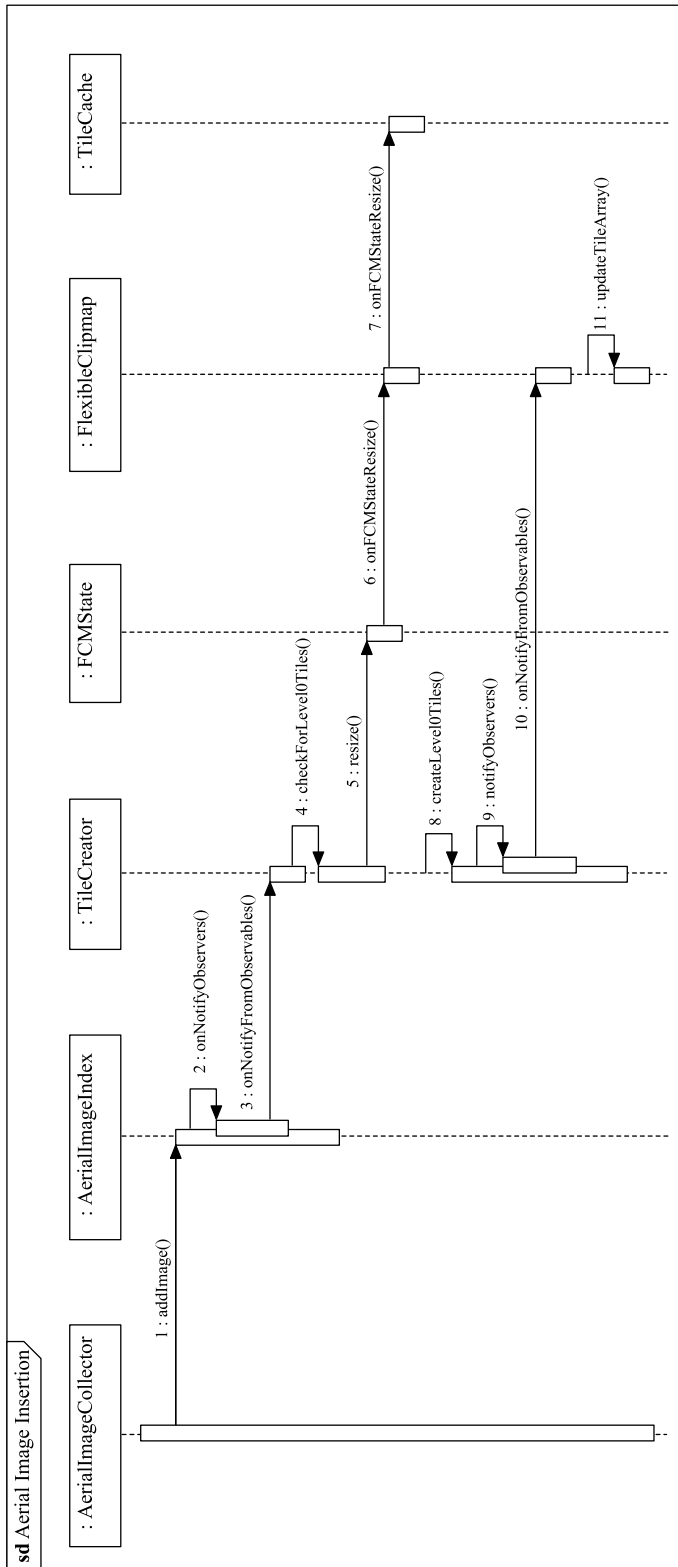 sd Aerial Image Insertion
: AerialImageCollector
: AerialImageIndex
: TileCreator
: FCMState
: FlexibleClipmap
: TileCache
1 : addImage()
2 : onNotifyObservers()
3 : onNotifyFromObservables()
4 : checkForLevel0Tiles()
5 : resize()
6 : onFCMStateResize()
7 : onFCMStateResize()
8 : createLevel0Tiles()
9 : notifyObservers()
10 : onNotifyFromObservables()
11 : updateTileArray()